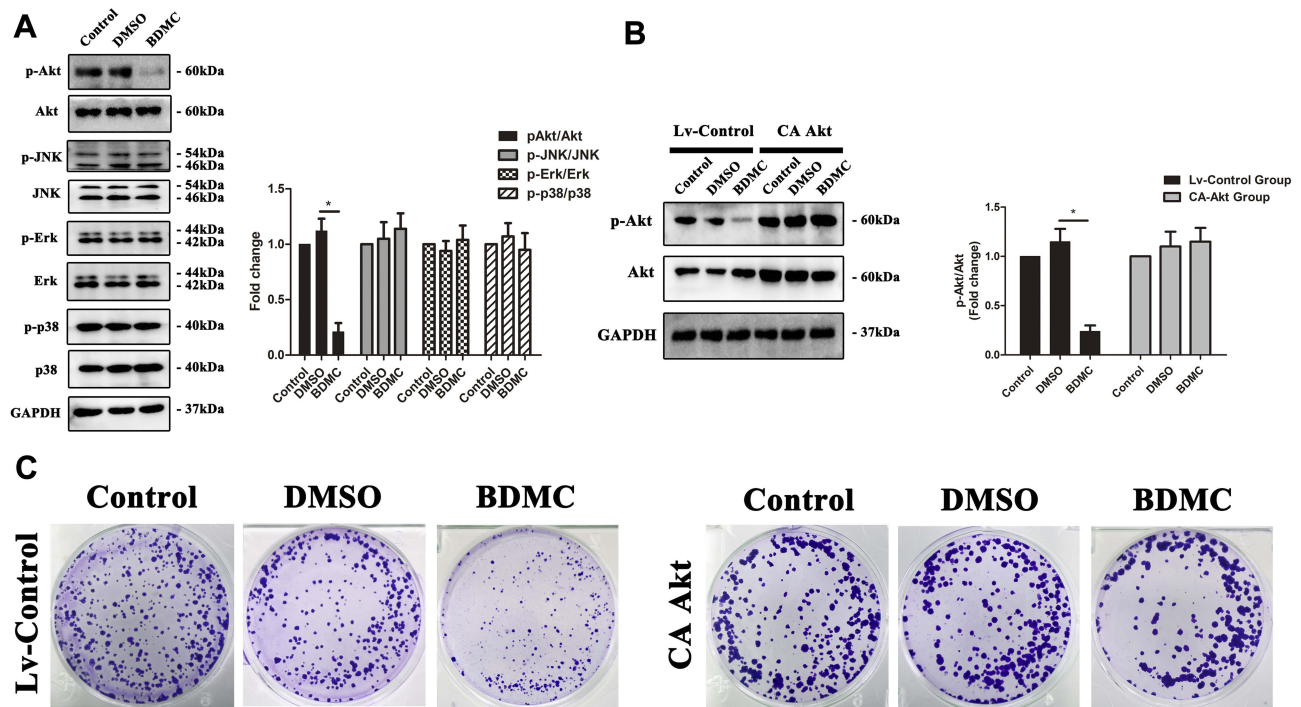 A
Control DMSO BDMC
p-Akt - 60kDa
Akt - 60kDa
p-JNK - 54kDa
- 46kDa
JNK - 54kDa
- 46kDa
p-Erk - 44kDa
- 42kDa
Erk - 44kDa
- 42kDa
p-p38 - 40kDa
p38 - 40kDa
GAPDH - 37kDa
pAkt/Akt
p-JNK/JNK
p-Erk/Erk
p-p38/p38
Fold change
1.5
1.0
0.5
0.0
*
Control DMSO BDMC Control DMSO BDMC Control DMSO BDMC Control DMSO BDMC
B
Lv-Control CA Akt
Control DMSO BDMC Control DMSO BDMC
p-Akt - 60kDa
Akt - 60kDa
GAPDH - 37kDa
Lv-Control Group
CA-Akt Group
p-Akt/Akt
(Fold change)
1.5
1.0
0.5
0.0
*
Control DMSO BDMC Control DMSO BDMC
C
Control DMSO BDMC Control DMSO BDMC
Lv-Control
CA Akt